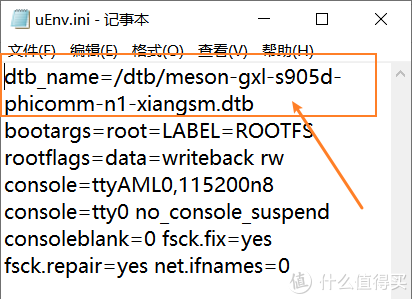 uEnv.ini - 记事本
文件(F) 编辑(E) 格式(O) 查看(V) 帮助(H)
dtb_name=/dtb/meson-gxl-s905d-
phicomm-n1-xiangsm.dtb
bootargs=root=LABEL=ROOTFS
rootflags=data=writeback rw
console=ttyAML0,115200n8
console=tty0 no_console_suspend
consoleblank=0 fsck.fix=yes
fsck.repair=yes net.ifnames=0
值 什么值得买